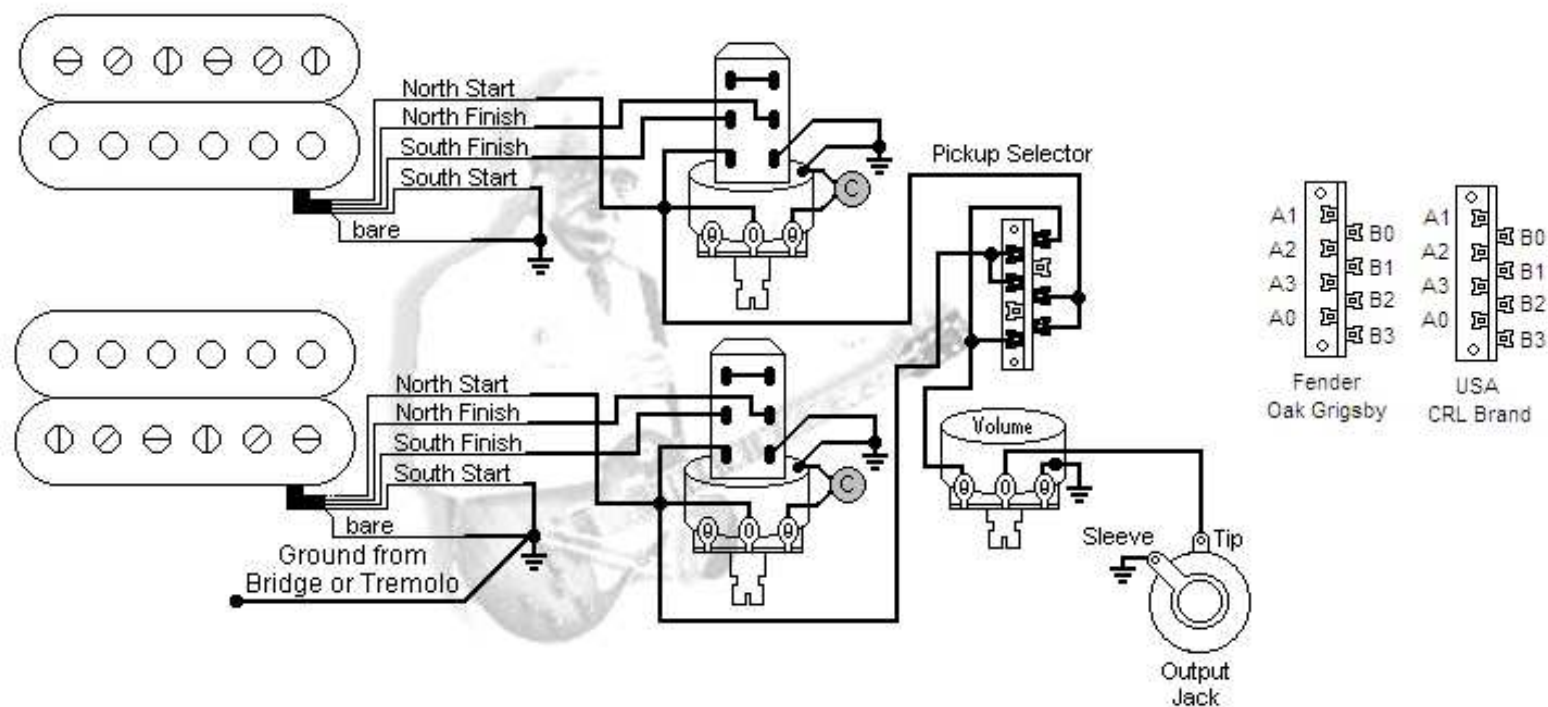 North Start
North Finish
South Finish
South Start
bare
C
Pickup Selector
A1
B0
A2
B1
A3
B2
A0
B3
Fender
Oak Grigsby
A1
B0
A2
B1
A3
B2
A0
B3
USA
CRL Brand
North Start
North Finish
South Finish
South Start
bare
C
Ground from
Bridge or Tremolo
Volume
Sleeve
Tip
Output
Jack